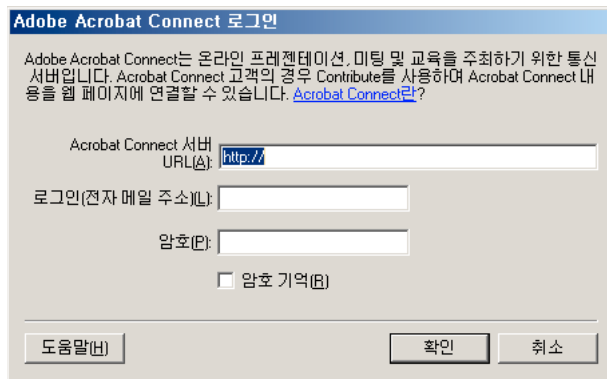 Adobe Acrobat Connect 로그인
Adobe Acrobat Connect는 온라인 프레젠테이션, 미팅 및 교육을 주최하기 위한 통신
서버입니다. Acrobat Connect 고객의 경우 Contribute를 사용하며 Acrobat Connect 내
용을 웹 페이지에 연결할 수 있습니다. Acrobat Connect란?
Acrobat Connect 서버
URL(A): http://
로그인(전자 메일 주소)(L):
암호(P):
암호 기억(R)
도움말(H) 확인 취소